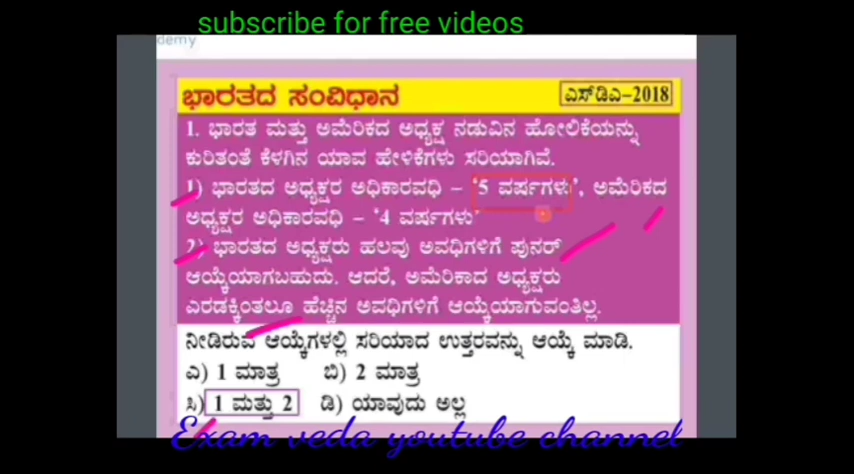 subscribe for free videos
demy
ಭಾರತದ ಸಂವಿಧಾನ
ಎಸ್‌ಡಿಎ-2018
1. ಭಾರತ ಮತ್ತು ಅಮೆರಿಕದ ಅಧ್ಯಕ್ಷ ನಡುವಿನ ಹೋಲಿಕೆಯನ್ನು
ಕುರಿತಂತೆ ಕೆಳಗಿನ ಯಾವ ಹೇಳಿಕೆಗಳು ಸರಿಯಾಗಿವೆ.
1) ಭಾರತದ ಅಧ್ಯಕ್ಷರ ಅಧಿಕಾರವಧಿ – '5 ವರ್ಷಗಳು', ಅಮೆರಿಕದ
ಅಧ್ಯಕ್ಷರ ಅಧಿಕಾರವಧಿ – '4 ವರ್ಷಗಳು'
2) ಭಾರತದ ಅಧ್ಯಕ್ಷರು ಹಲವು ಅವಧಿಗಳಿಗೆ ಪುನರ್
ಆಯ್ಕೆಯಾಗಬಹುದು. ಆದರೆ, ಅಮೆರಿಕಾದ ಅಧ್ಯಕ್ಷರು
ಎರಡಕ್ಕಿಂತಲೂ ಹೆಚ್ಚಿನ ಅವಧಿಗಳಿಗೆ ಆಯ್ಕೆಯಾಗುವಂತಿಲ್ಲ.
ನೀಡಿರುವ ಆಯ್ಕೆಗಳಲ್ಲಿ ಸರಿಯಾದ ಉತ್ತರವನ್ನು ಆಯ್ಕೆ ಮಾಡಿ.
ಎ) 1 ಮಾತ್ರ ಬಿ) 2 ಮಾತ್ರ
ಸಿ) 1 ಮತ್ತು 2 ಡಿ) ಯಾವುದು ಅಲ್ಲ
Exam veda youtube channel